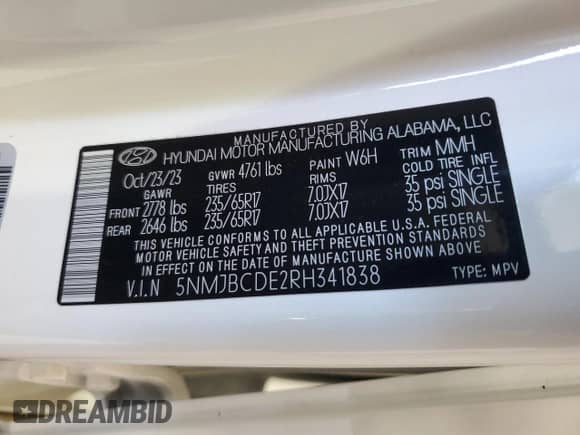 MANUFACTURED BY
HYUNDAI MOTOR MANUFACTURING ALABAMA, LLC
Oct/23/23 GVWR 4761 lbs PAINT W6H TRIM MMH
GAWR TIRES RIMS COLD TIRE INFL
FRONT 2778 lbs 235/65R17 7.0JX17 35 psi SINGLE
REAR 2646 lbs 235/65R17 7.0JX17 35 psi SINGLE
THIS VEHICLE CONFORMS TO ALL APPLICABLE U.S.A. FEDERAL
MOTOR VEHICLE SAFETY AND THEFT PREVENTION STANDARDS
IN EFFECT ON THE DATE OF MANUFACTURE SHOWN ABOVE.
V.I.N 5NMJBCDE2RH341838 TYPE: MPV
DREAMBID